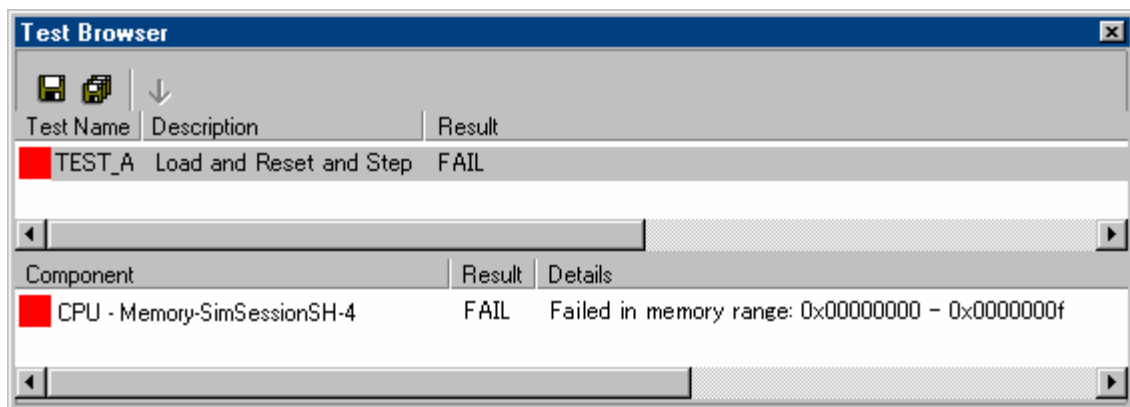 Test Browser
Test Name Description Result
TEST_A Load and Reset and Step FAIL
Component Result Details
CPU - Memory-SimSessionSH-4 FAIL Failed in memory range: 0x00000000 - 0x0000000f